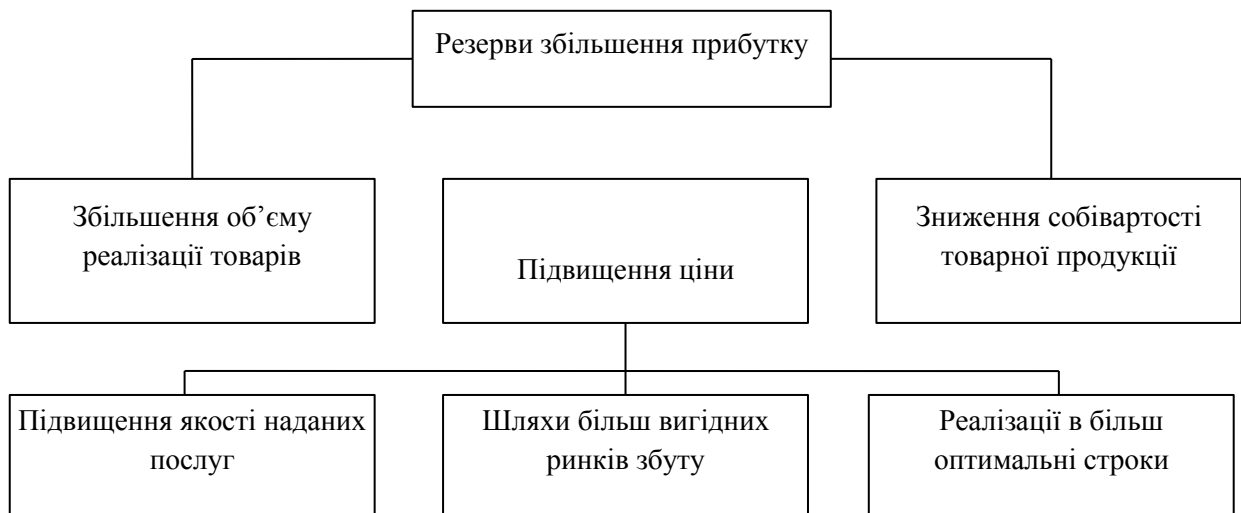 Резерви збільшення прибутку
Збільшення об’єму
реалізації товарів
Підвищення ціни
Зниження собівартості
товарної продукції
Підвищення якості наданих
послуг
Шляхи більш вигідних
ринків збуту
Реалізації в більш
оптимальні строки